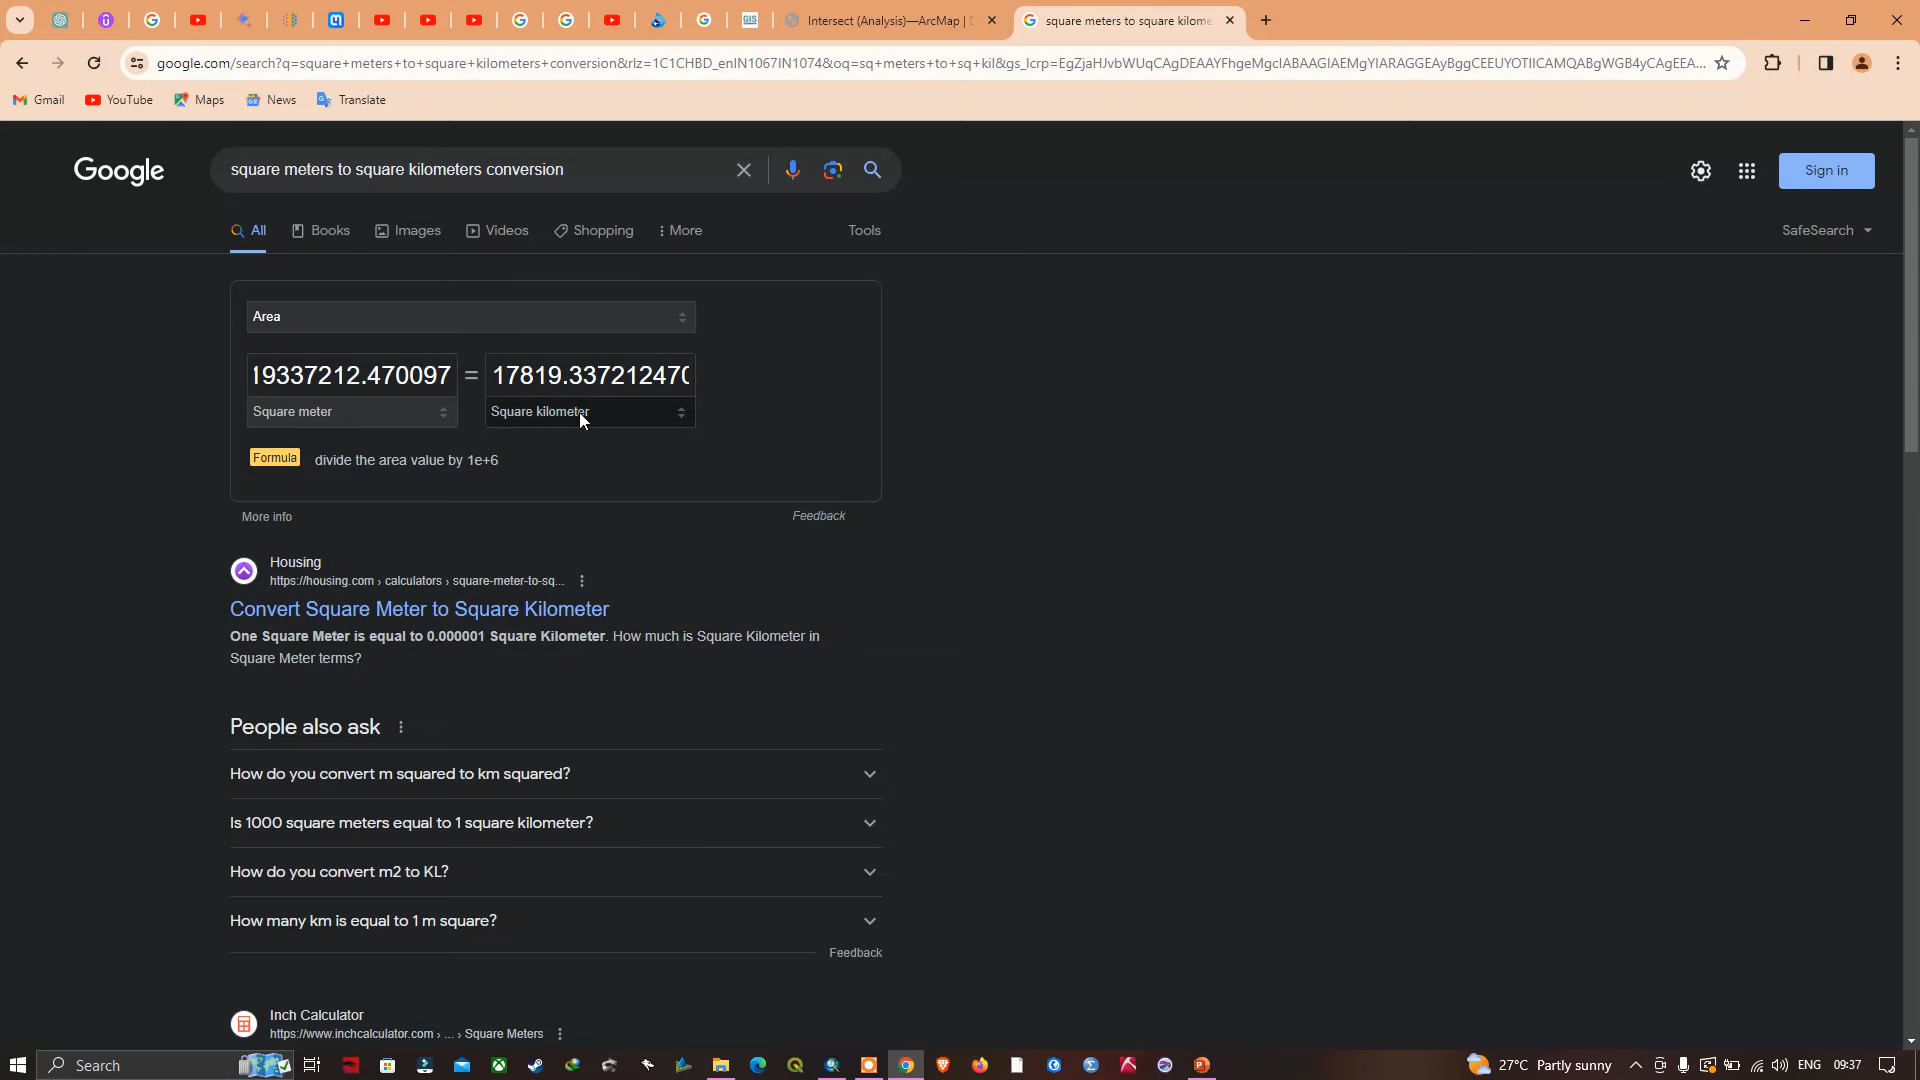 Intersect (Analysis)—ArcMap |
square meters to square kilome
google.com/search?q=square+meters+to+square+kilometers+conversion&rlz=1C1CHBD_enIN1067IN1074&oq=sq+meters+to+sq+kil&gs_lcrp=EgZjaHJvbWUqCAgDEAAYFhgeMgcIABAAGIAEMgYIARAGGEAyBggCEEUYOTIICAMQABgWGB4yCAgEEA...
Gmail YouTube Maps News Translate
Google
square meters to square kilometers conversion
Sign in
All Books Images Videos Shopping More Tools SafeSearch
Area
19337212.470097 = 17819.337212470
Square meter Square kilometer
Formula divide the area value by 1e+6
More info Feedback
Housing
https://housing.com › calculators › square-meter-to-sq...
Convert Square Meter to Square Kilometer
One Square Meter is equal to 0.000001 Square Kilometer. How much is Square Kilometer in
Square Meter terms?
People also ask
How do you convert m squared to km squared?
Is 1000 square meters equal to 1 square kilometer?
How do you convert m2 to KL?
How many km is equal to 1 m square?
Feedback
Inch Calculator
https://www.inchcalculator.com › ... › Square Meters
Search 27°C Partly sunny ENG 09:37